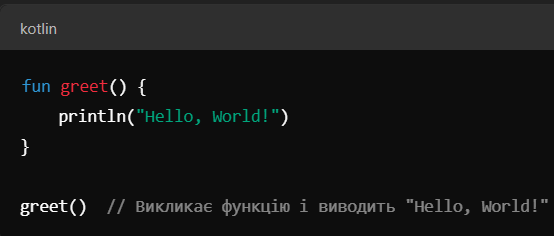 kotlin
fun greet() {
    println("Hello, World!")
}
greet()  // Викликає функцію і виводить "Hello, World!"